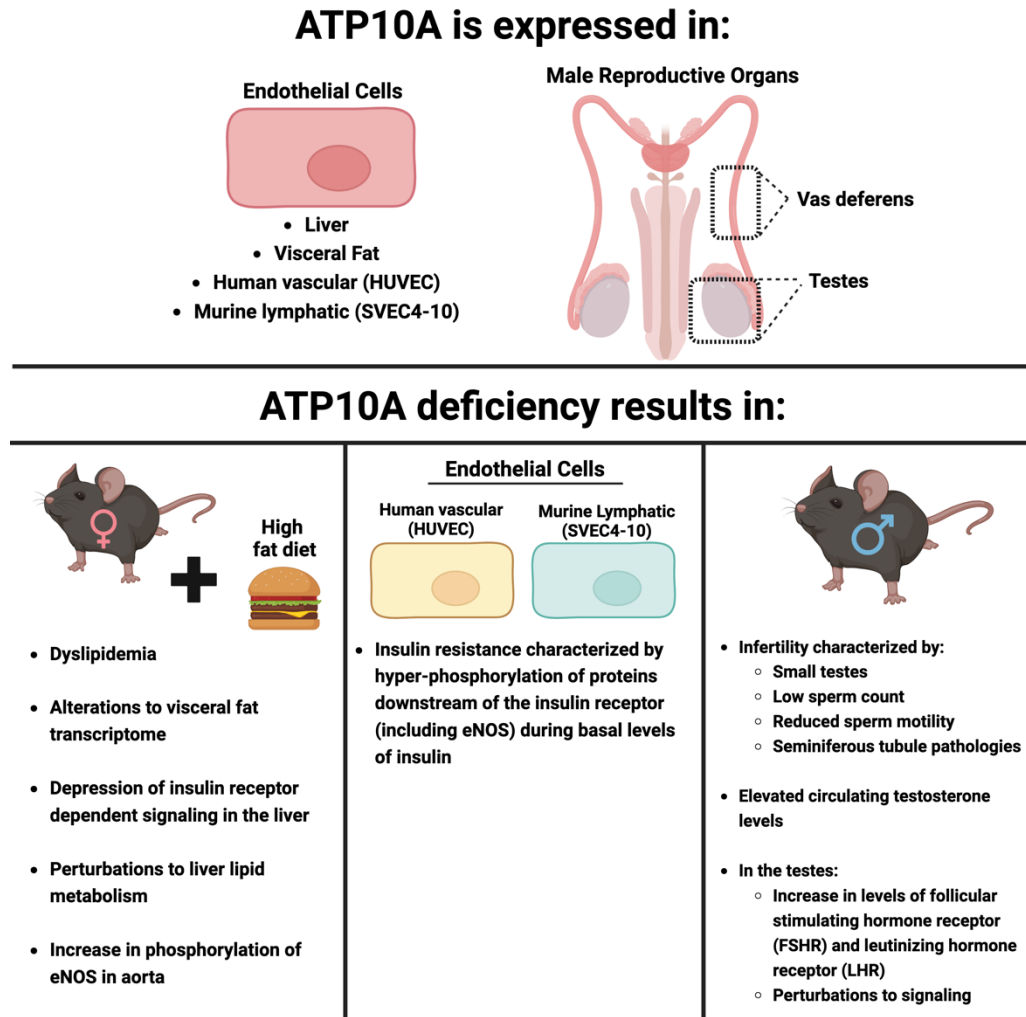 ATP10A is expressed in:
Endothelial Cells
• Liver
• Visceral Fat
• Human vascular (HUVEC)
• Murine lymphatic (SVEC4-10)
Male Reproductive Organs
Vas deferens
Testes
ATP10A deficiency results in:
♀
High
fat diet
• Dyslipidemia
• Alterations to visceral fat
transcriptome
• Depression of insulin receptor
dependent signaling in the liver
• Perturbations to liver lipid
metabolism
• Increase in phosphorylation of
eNOS in aorta
Endothelial Cells
Human vascular
(HUVEC)
Murine Lymphatic
(SVEC4-10)
• Insulin resistance characterized by
hyper-phosphorylation of proteins
downstream of the insulin receptor
(including eNOS) during basal levels
of insulin
♂
• Infertility characterized by:
○ Small testes
○ Low sperm count
○ Reduced sperm motility
○ Seminiferous tubule pathologies
• Elevated circulating testosterone
levels
• In the testes:
○ Increase in levels of follicular
stimulating hormone receptor
(FSHR) and leutinizing hormone
receptor (LHR)
○ Perturbations to signaling